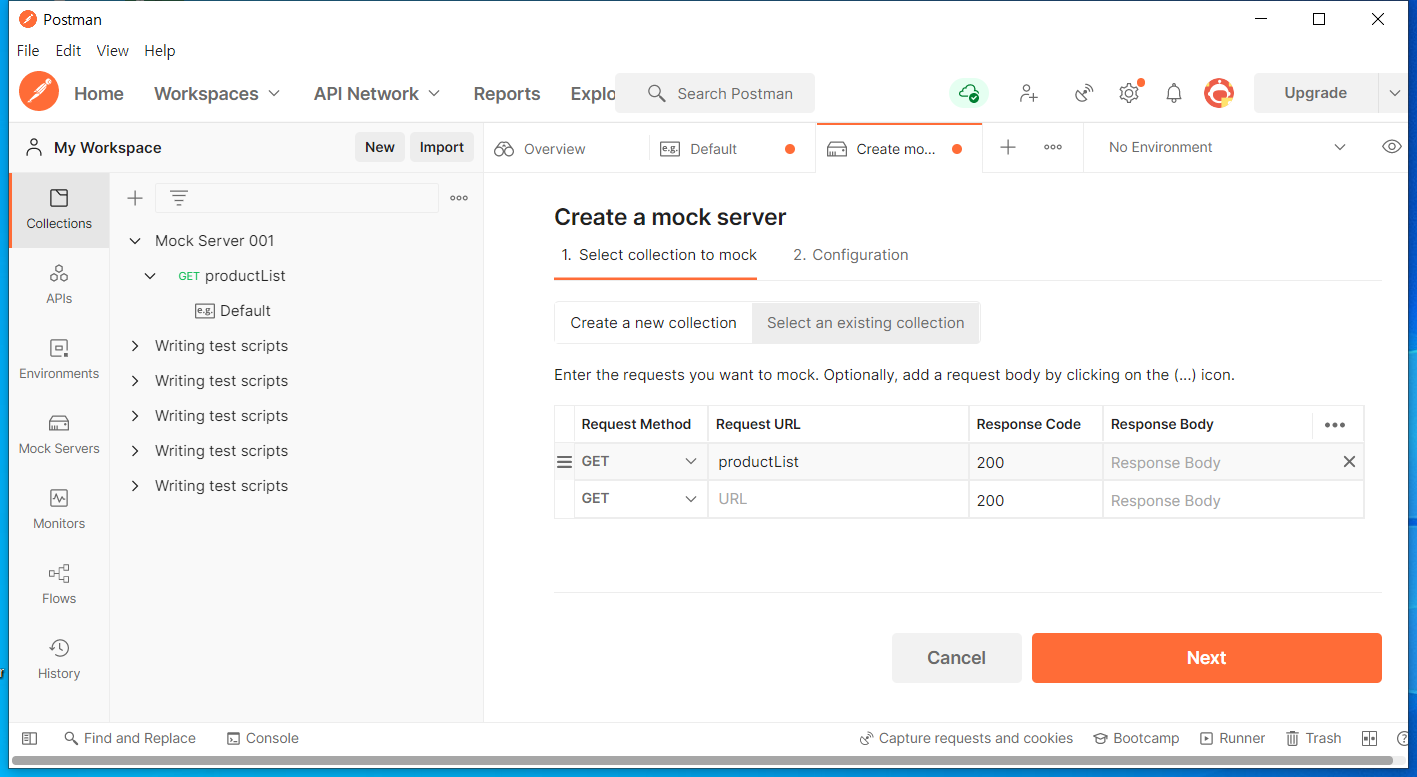 Postman
File Edit View Help
Home Workspaces API Network Reports Explo Search Postman Upgrade
My Workspace New Import Overview e.g. Default Create mo... No Environment
Collections
APIs
Environments
Mock Servers
Monitors
Flows
History
Mock Server 001
GET productList
e.g. Default
Writing test scripts
Writing test scripts
Writing test scripts
Writing test scripts
Writing test scripts
Create a mock server
1. Select collection to mock 2. Configuration
Create a new collection Select an existing collection
Enter the requests you want to mock. Optionally, add a request body by clicking on the (...) icon.
Request Method Request URL Response Code Response Body
GET productList 200 Response Body
GET URL 200 Response Body
Cancel Next
Find and Replace Console Capture requests and cookies Bootcamp Runner Trash